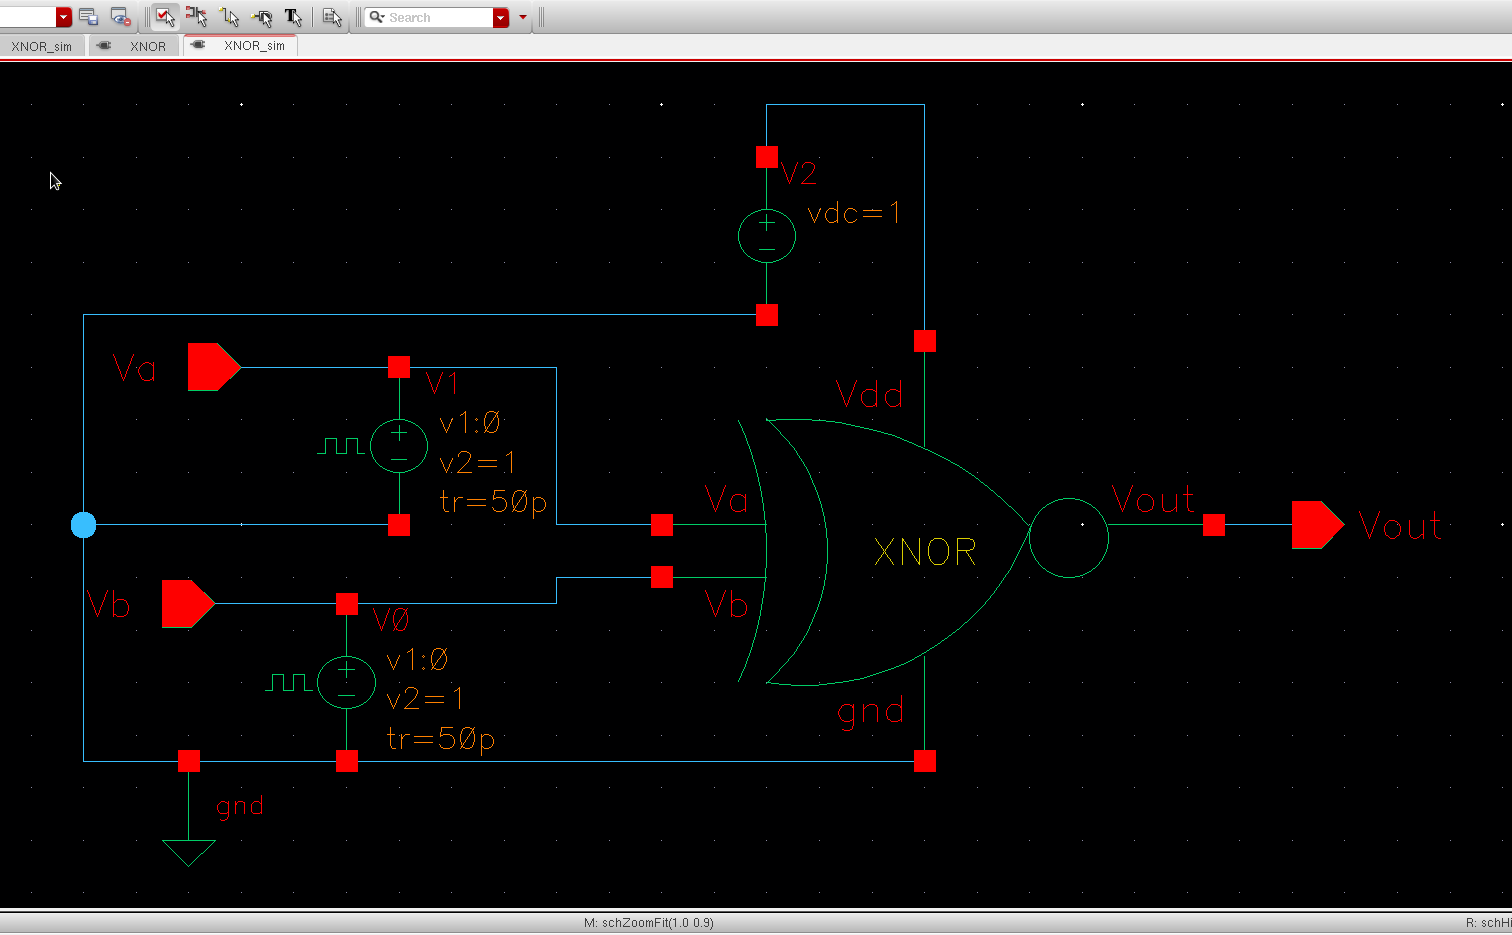 Search
XNOR_sim
XNOR
XNOR_sim
V2
vdc=1
Va
V1
v1:0
v2=1
tr=50p
Vdd
Va
XNOR
Vout
Vout
Vb
V0
v1:0
v2=1
tr=50p
Vb
gnd
gnd
M: schZoomFit(1.0 0.9)
R: schHi